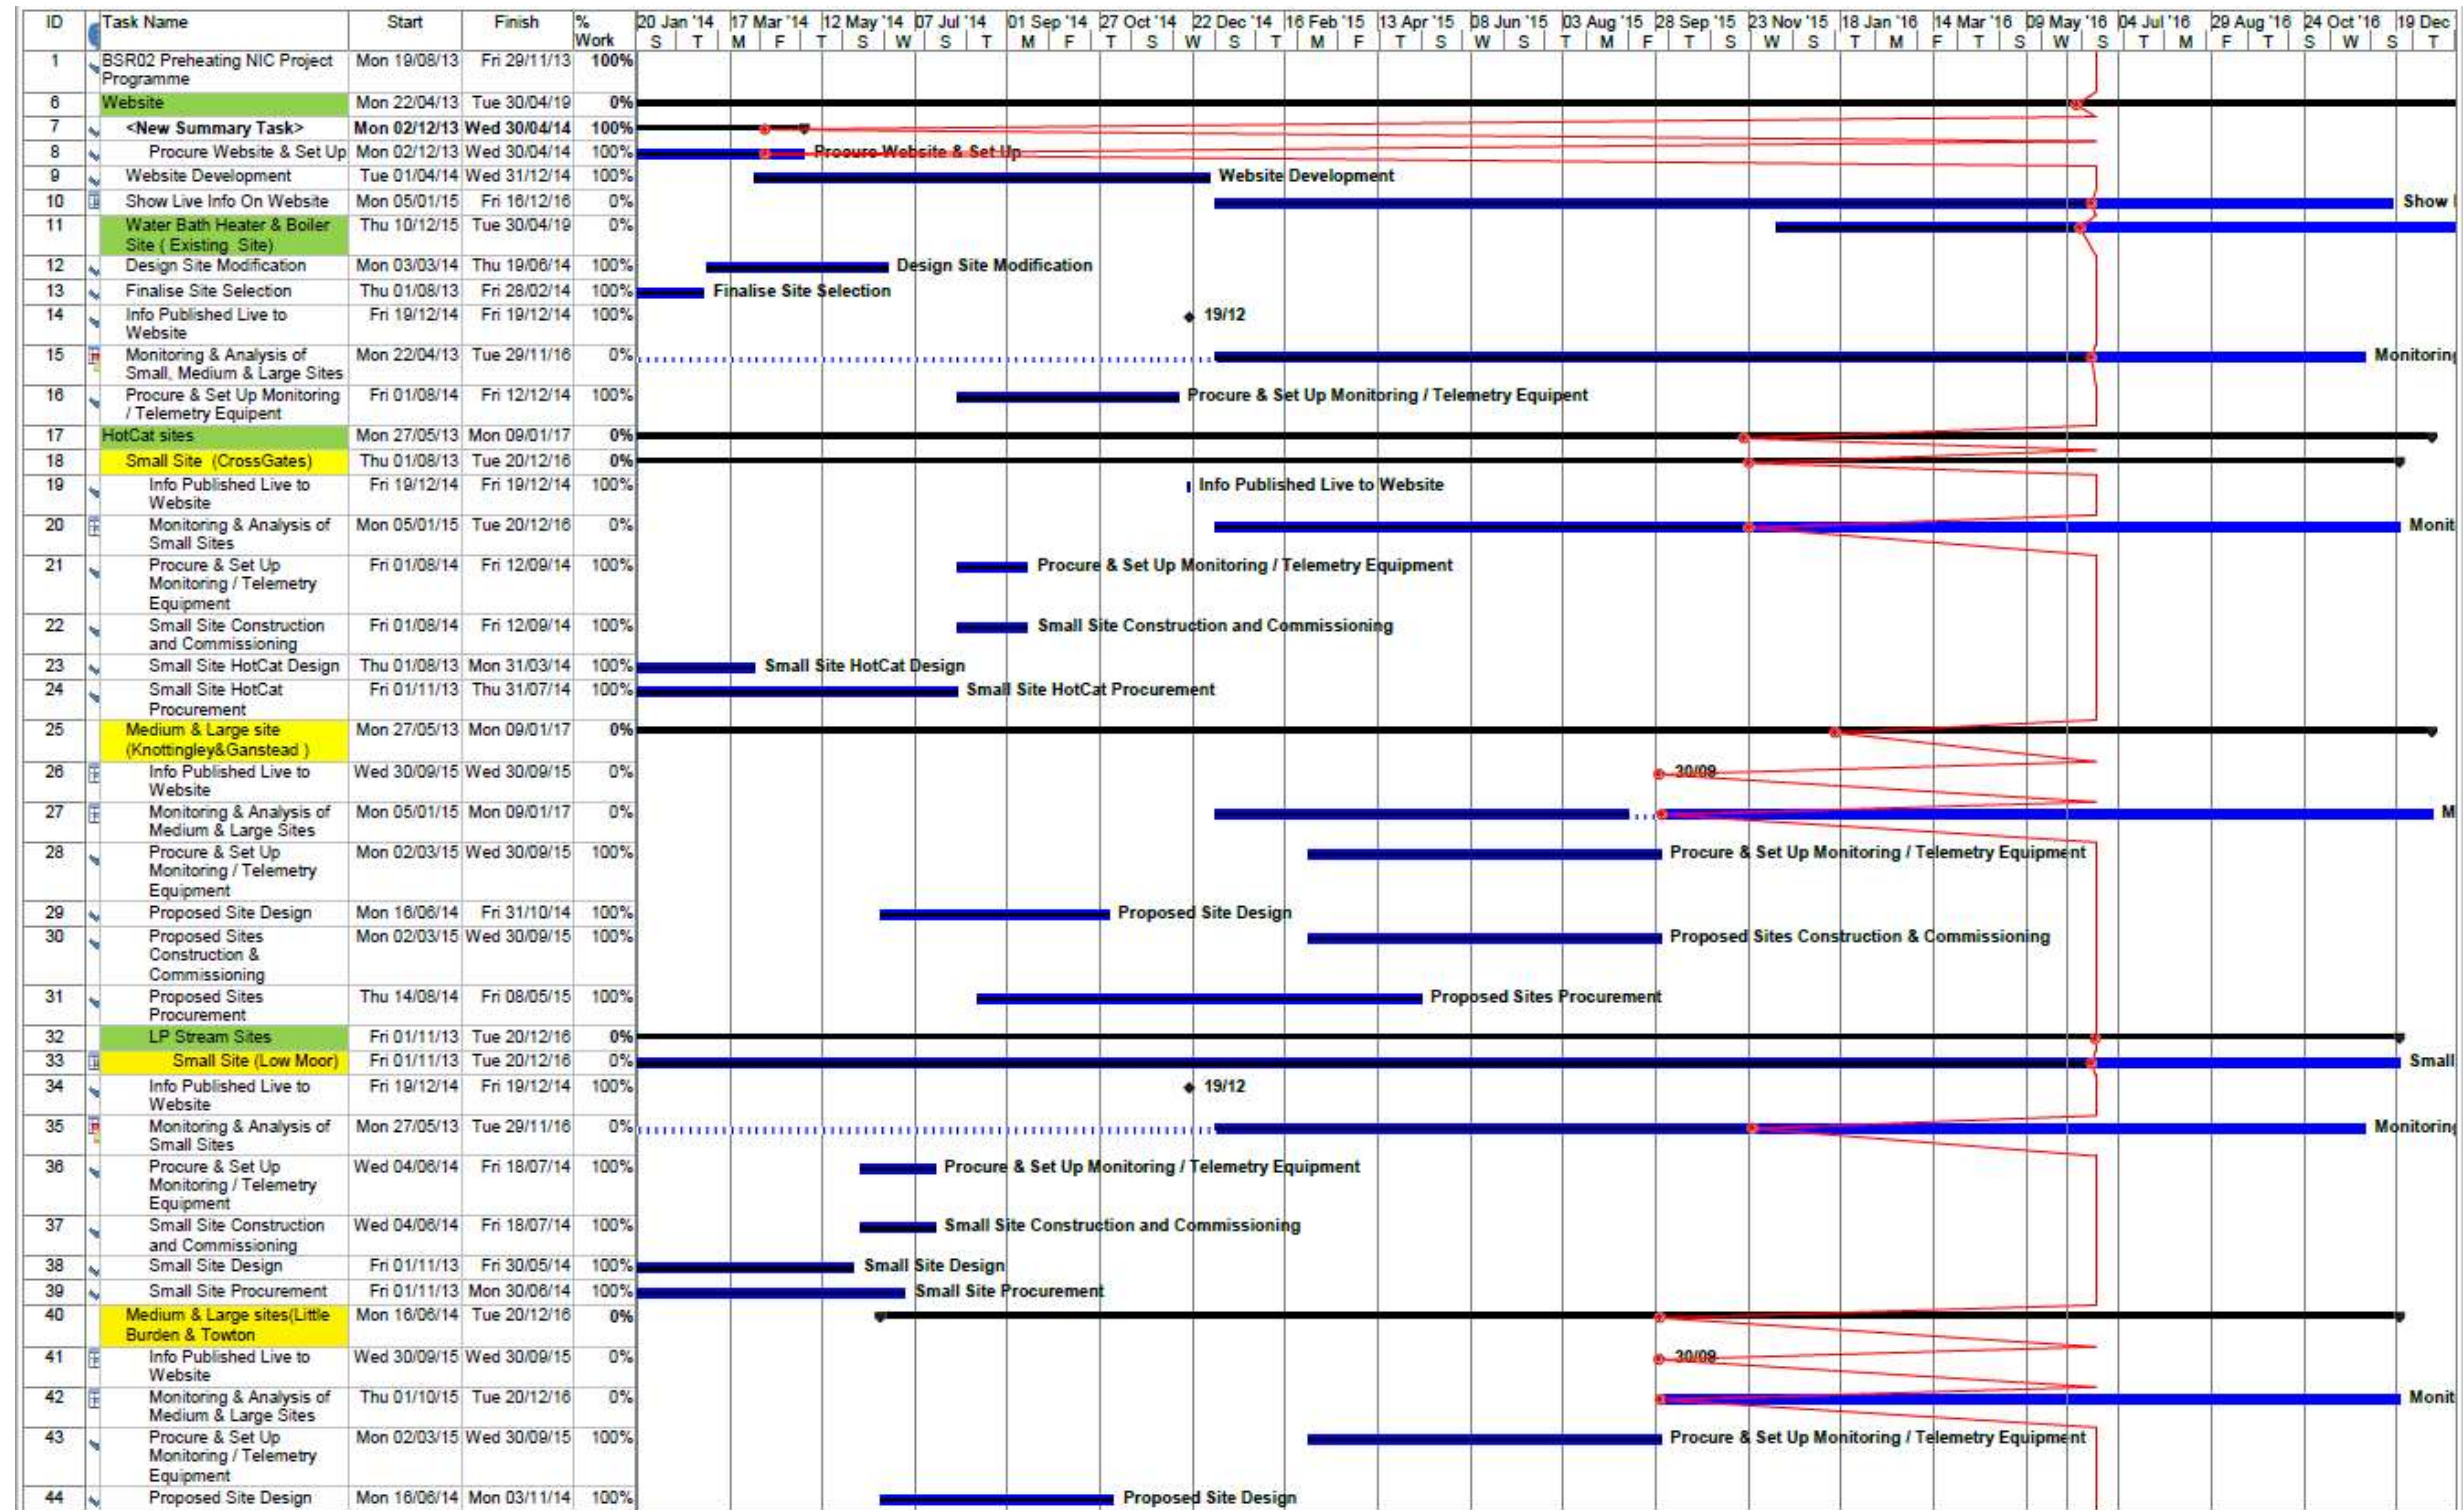 ID Task Name Start Finish % Work 20 Jan '14 17 Mar '14 12 May '14 07 Jul '14 01 Sep '14 27 Oct '14 22 Dec '14 16 Feb '15 13 Apr '15 08 Jun '15 03 Aug '15 28 Sep '15 23 Nov '15 18 Jan '16 14 Mar '16 09 May '16 04 Jul '16 29 Aug '16 24 Oct '16 19 Dec
S T M F T S W S T M F T S W S T M F T S W S T M F T S W S T M F T S W S T M F T
1 BSR02 Preheating NIC Project Mon 19/08/13 Fri 29/11/13 100%
Programme
6 Website Mon 22/04/13 Tue 30/04/19 0%
7 <New Summary Task> Mon 02/12/13 Wed 30/04/14 100%
8 Procure Website & Set Up Mon 02/12/13 Wed 30/04/14 100% Procure Website & Set Up
9 Website Development Tue 01/04/14 Wed 31/12/14 100% Website Development
10 Show Live Info On Website Mon 05/01/15 Fri 16/12/16 0% Show
11 Water Bath Heater & Boiler Thu 10/12/15 Tue 30/04/19 0%
Site ( Existing Site)
12 Design Site Modification Mon 03/03/14 Thu 19/06/14 100% Design Site Modification
13 Finalise Site Selection Thu 01/08/13 Fri 28/02/14 100% Finalise Site Selection
14 Info Published Live to Fri 19/12/14 Fri 19/12/14 100% 19/12
Website
15 Monitoring & Analysis of Mon 22/04/13 Tue 29/11/16 0% Monitoring
Small, Medium & Large Sites
16 Procure & Set Up Monitoring Fri 01/08/14 Fri 12/12/14 100% Procure & Set Up Monitoring / Telemetry Equipent
/ Telemetry Equipent
17 HotCat sites Mon 27/05/13 Mon 09/01/17 0%
18 Small Site (CrossGates) Thu 01/08/13 Tue 20/12/16 0%
19 Info Published Live to Fri 19/12/14 Fri 19/12/14 100% Info Published Live to Website
Website
20 Monitoring & Analysis of Mon 05/01/15 Tue 20/12/16 0% Monit
Small Sites
21 Procure & Set Up Fri 01/08/14 Fri 12/09/14 100% Procure & Set Up Monitoring / Telemetry Equipment
Monitoring / Telemetry
Equipment
22 Small Site Construction Fri 01/08/14 Fri 12/09/14 100% Small Site Construction and Commissioning
and Commissioning
23 Small Site HotCat Design Thu 01/08/13 Mon 31/03/14 100% Small Site HotCat Design
24 Small Site HotCat Fri 01/11/13 Thu 31/07/14 100% Small Site HotCat Procurement
Procurement
25 Medium & Large site Mon 27/05/13 Mon 09/01/17 0%
(Knottingley&Ganstead )
26 Info Published Live to Wed 30/09/15 Wed 30/09/15 0% 30/09
Website
27 Monitoring & Analysis of Mon 05/01/15 Mon 09/01/17 0% M
Medium & Large Sites
28 Procure & Set Up Mon 02/03/15 Wed 30/09/15 100% Procure & Set Up Monitoring / Telemetry Equipment
Monitoring / Telemetry
Equipment
29 Proposed Site Design Mon 16/06/14 Fri 31/10/14 100% Proposed Site Design
30 Proposed Sites Mon 02/03/15 Wed 30/09/15 100% Proposed Sites Construction & Commissioning
Construction &
Commissioning
31 Proposed Sites Thu 14/08/14 Fri 08/05/15 100% Proposed Sites Procurement
Procurement
32 LP Stream Sites Fri 01/11/13 Tue 20/12/16 0%
33 Small Site (Low Moor) Fri 01/11/13 Tue 20/12/16 0% Small
34 Info Published Live to Fri 19/12/14 Fri 19/12/14 100% 19/12
Website
35 Monitoring & Analysis of Mon 27/05/13 Tue 29/11/16 0% Monitoring
Small Sites
36 Procure & Set Up Wed 04/06/14 Fri 18/07/14 100% Procure & Set Up Monitoring / Telemetry Equipment
Monitoring / Telemetry
Equipment
37 Small Site Construction Wed 04/06/14 Fri 18/07/14 100% Small Site Construction and Commissioning
and Commissioning
38 Small Site Design Fri 01/11/13 Fri 30/05/14 100% Small Site Design
39 Small Site Procurement Fri 01/11/13 Mon 30/06/14 100% Small Site Procurement
40 Medium & Large sites(Little Mon 16/06/14 Tue 20/12/16 0%
Burden & Towton
41 Info Published Live to Wed 30/09/15 Wed 30/09/15 0% 30/09
Website
42 Monitoring & Analysis of Thu 01/10/15 Tue 20/12/16 0% Monit
Medium & Large Sites
43 Procure & Set Up Mon 02/03/15 Wed 30/09/15 100% Procure & Set Up Monitoring / Telemetry Equipment
Monitoring / Telemetry
Equipment
44 Proposed Site Design Mon 16/06/14 Mon 03/11/14 100% Proposed Site Design